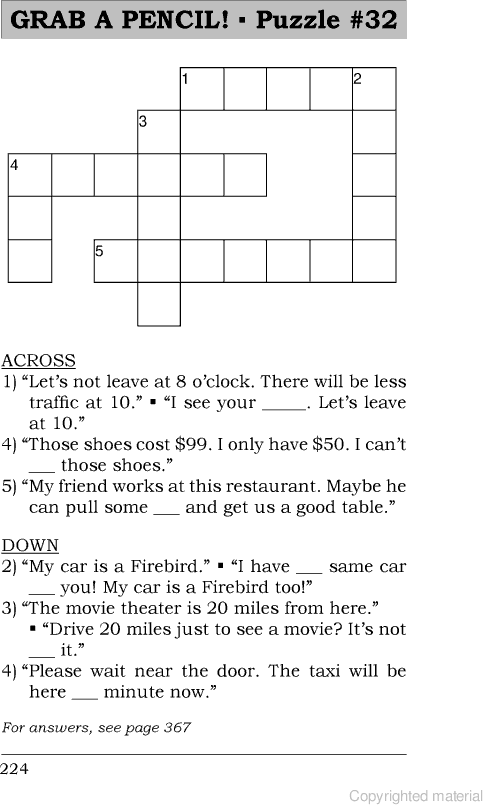 GRAB A PENCIL! ▪ Puzzle #32
1
2
3
4
5
ACROSS
1) “Let’s not leave at 8 o’clock. There will be less
traffic at 10.” ▪ “I see your _____. Let’s leave
at 10.”
4) “Those shoes cost $99. I only have $50. I can’t
___ those shoes.”
5) “My friend works at this restaurant. Maybe he
can pull some ___ and get us a good table.”
DOWN
2) “My car is a Firebird.” ▪ “I have ___ same car
___ you! My car is a Firebird too!”
3) “The movie theater is 20 miles from here.”
▪ “Drive 20 miles just to see a movie? It’s not
___ it.”
4) “Please wait near the door. The taxi will be
here ___ minute now.”
For answers, see page 367
224
Copyrighted material